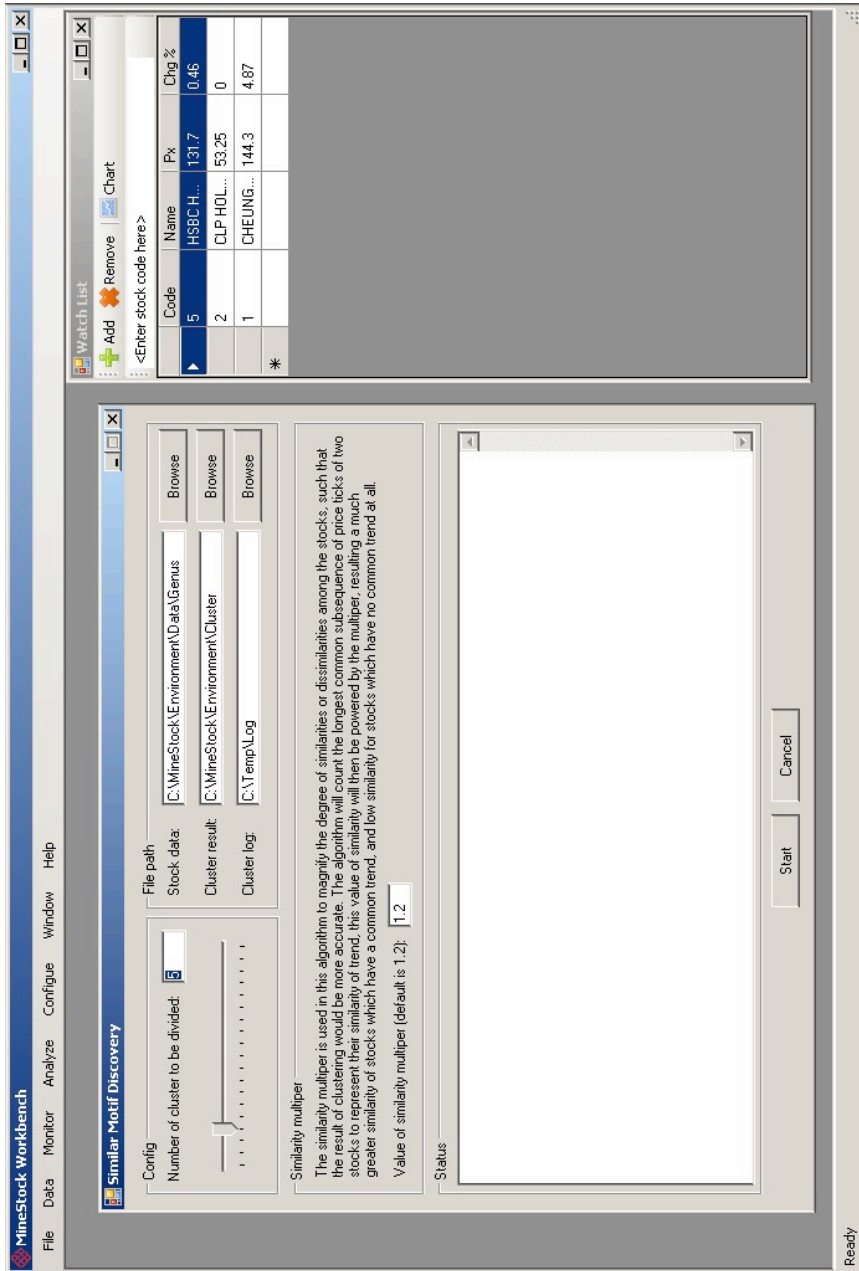 MineStock Workbench
File Data Monitor Analyze Configue Window Help
Similar Motif Discovery
Config
Number of cluster to be divided: 5
File path
Stock data: C:\MineStock\Environment\Data\Genus Browse
Cluster result: C:\MineStock\Environment\Cluster Browse
Cluster log: C:\Temp\Log Browse
Similarity multiper
The similarity multiper is used in this algorithm to magnify the degree of similarities or dissimilarities among the stocks, such that
the result of clustering would be more accurate. The algorithm will count the longest common subsequence of price ticks of two
stocks to represent their similarity of trend, this value of similarity will then be powered by the multiper, resulting a much
greater similarity of stocks which have a common trend, and low similarity for stocks which have no common trend at all.
Value of similarity multiper (default is 1.2): 1.2
Status
Start Cancel
Watch List
Add Remove Chart
<Enter stock code here>
Code Name Px Chg %
5 HSBC H... 131.7 0.46
2 CLP HOL... 53.25 0
1 CHEUNG... 144.3 4.87
*
Ready